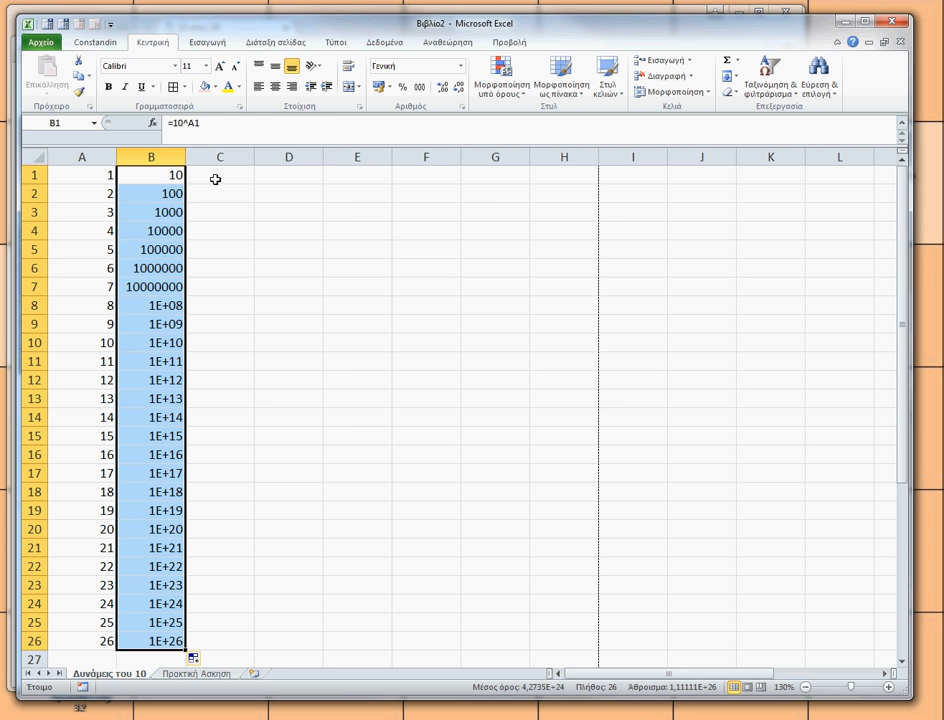 Βιβλίο2 - Microsoft Excel
Αρχείο Constandin Κεντρική Εισαγωγή Διάταξη σελίδας Τύποι Δεδομένα Αναθεώρηση Προβολή
Επικόλληση
Calibri 11
B I U A
Γενική
% 000
Μορφοποίηση υπό όρους
Μορφοποίηση ως πίνακα
Στυλ κελιών
Εισαγωγή
Διαγραφή
Μορφοποίηση
Σ
Ταξινόμηση & φιλτράρισμα
Εύρεση & επιλογή
Πρόχειρο Γραμματοσειρά Στοίχιση Αριθμός Στυλ Κελιά Επεξεργασία
B1 fx =10^A1
A B C D E F G H I J K L
1 1 10
2 2 100
3 3 1000
4 4 10000
5 5 100000
6 6 1000000
7 7 10000000
8 8 1E+08
9 9 1E+09
10 10 1E+10
11 11 1E+11
12 12 1E+12
13 13 1E+13
14 14 1E+14
15 15 1E+15
16 16 1E+16
17 17 1E+17
18 18 1E+18
19 19 1E+19
20 20 1E+20
21 21 1E+21
22 22 1E+22
23 23 1E+23
24 24 1E+24
25 25 1E+25
26 26 1E+26
27
Δυνάμεις του 10 Πρακτική Ασκηση
Έτοιμο Μέσος όρος: 4,2735E+24 Πλήθος: 26 Άθροισμα: 1,11111E+26 130%